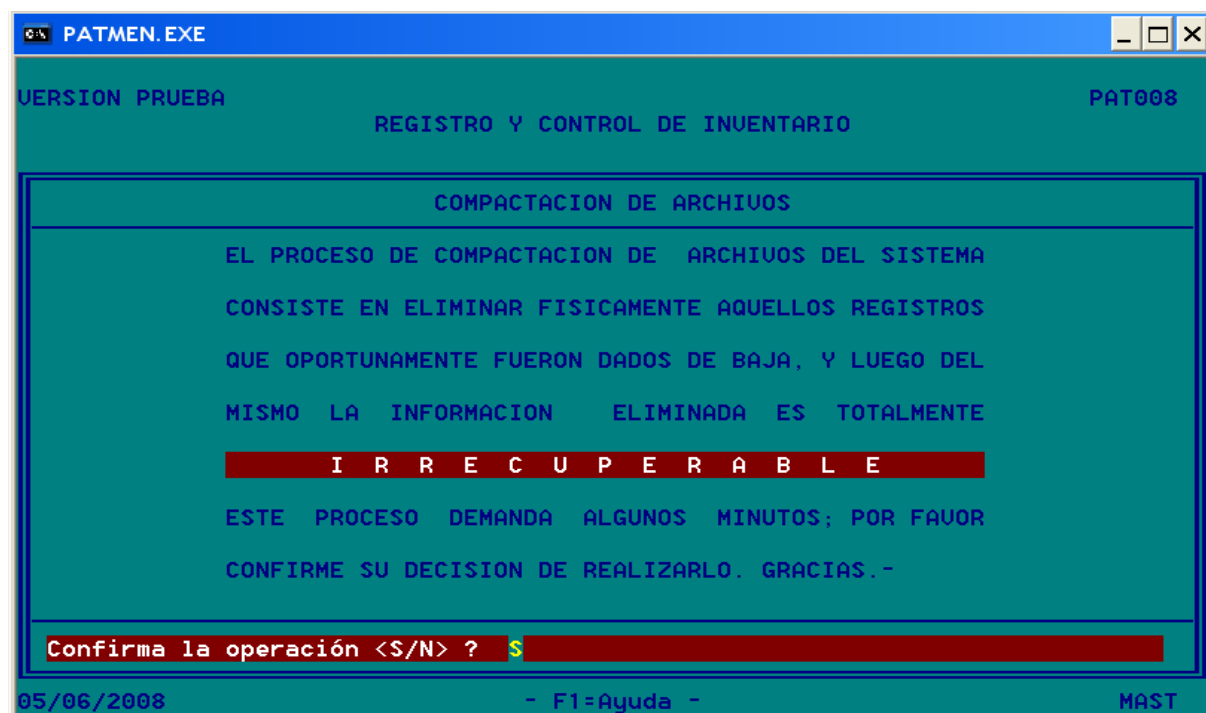 PATMEN.EXE
VERSION PRUEBA PAT008
REGISTRO Y CONTROL DE INVENTARIO
COMPACTACION DE ARCHIVOS
EL PROCESO DE COMPACTACION DE ARCHIVOS DEL SISTEMA
CONSISTE EN ELIMINAR FISICAMENTE AQUELLOS REGISTROS
QUE OPORTUNAMENTE FUERON DADOS DE BAJA, Y LUEGO DEL
MISMO LA INFORMACION ELIMINADA ES TOTALMENTE
I R R E C U P E R A B L E
ESTE PROCESO DEMANDA ALGUNOS MINUTOS; POR FAVOR
CONFIRME SU DECISION DE REALIZARLO. GRACIAS.-
Confirma la operación <S/N> ? S
05/06/2008 - F1=Ayuda - MAST